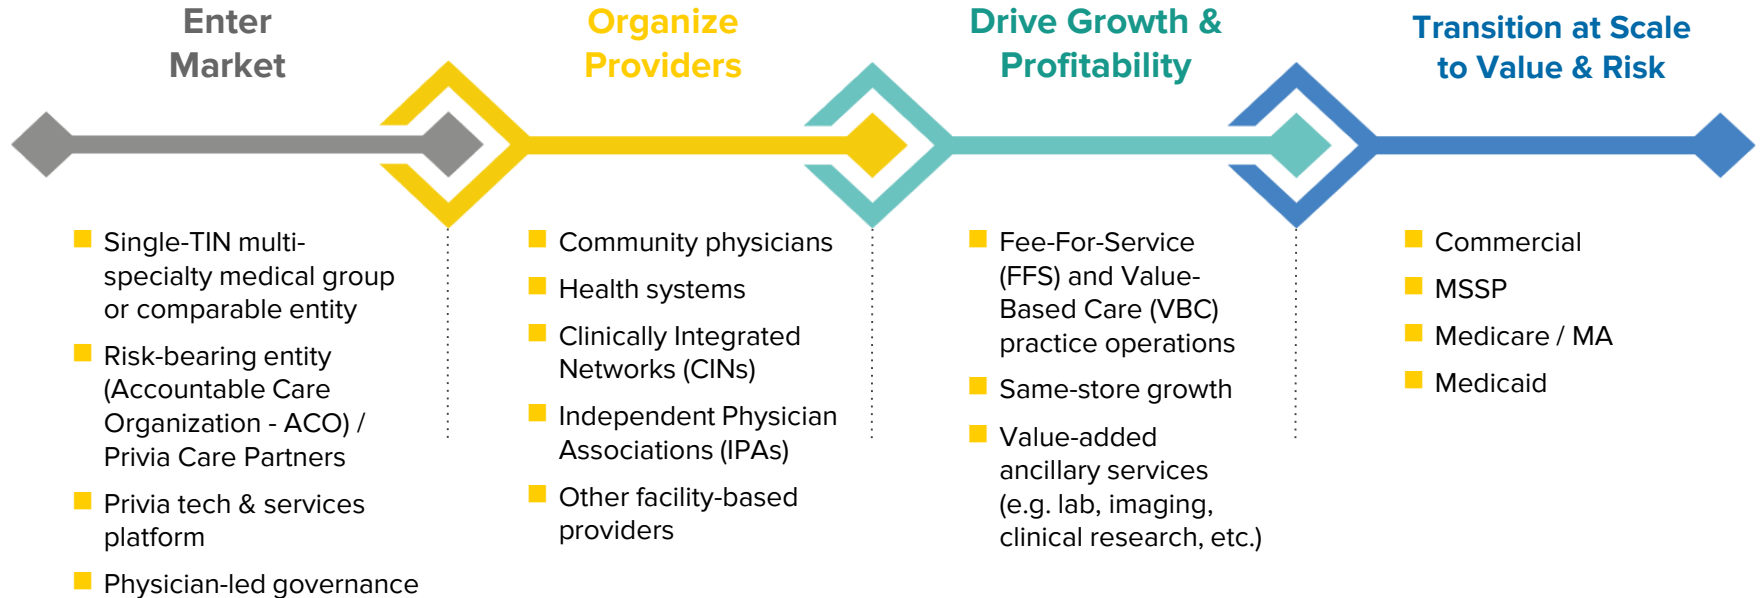 Enter
Market
Single-TIN multi-
specialty medical group
or comparable entity
Risk-bearing entity
(Accountable Care
Organization - ACO) /
Privia Care Partners
Privia tech & services
platform
Physician-led governance
Organize
Providers
Community physicians
Health systems
Clinically Integrated
Networks (CINs)
Independent Physician
Associations (IPAs)
Other facility-based
providers
Drive Growth &
Profitability
Fee-For-Service
(FFS) and Value-
Based Care (VBC)
practice operations
Same-store growth
Value-added
ancillary services
(e.g. lab, imaging,
clinical research, etc.)
Transition at Scale
to Value & Risk
Commercial
MSSP
Medicare / MA
Medicaid